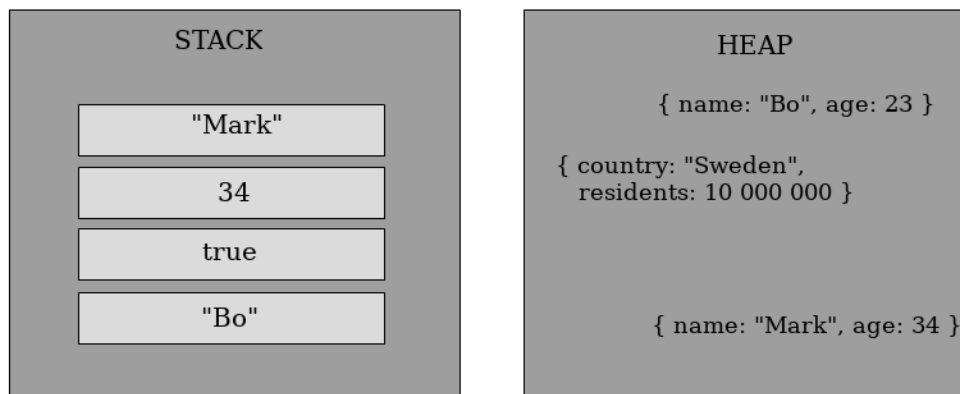 STACK
"Mark"
34
true
"Bo"
HEAP
{ name: "Bo", age: 23 }
{ country: "Sweden",
residents: 10 000 000 }
{ name: "Mark", age: 34 }